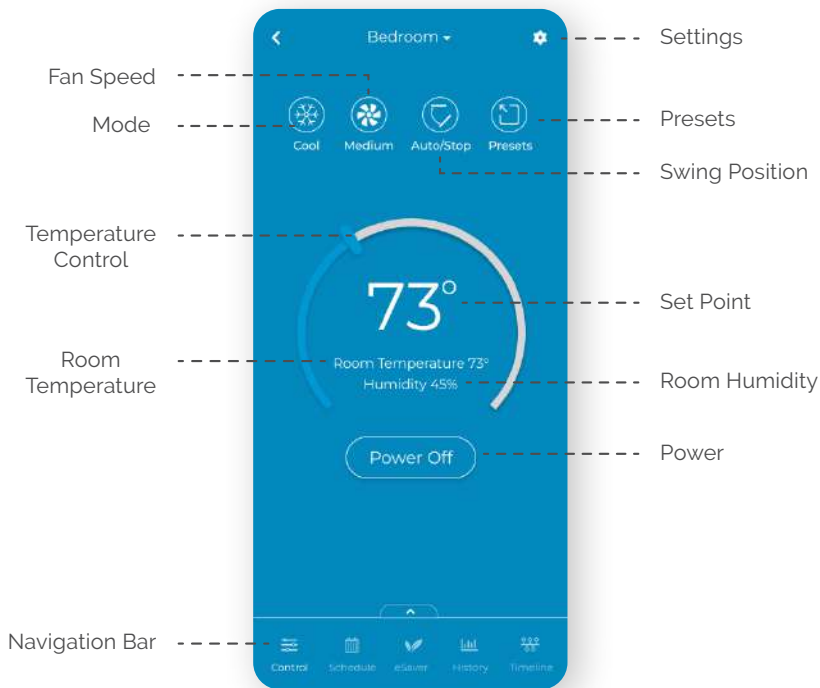 Bedroom
Settings
Fan Speed
Mode
Presets
Cool
Medium
Auto/Stop
Presets
Swing Position
Temperature
Control
73°
Set Point
Room
Temperature
Room Temperature 73°
Humidity 45%
Room Humidity
Power Off
Power
Navigation Bar
Control
Schedule
eSaver
History
Timeline